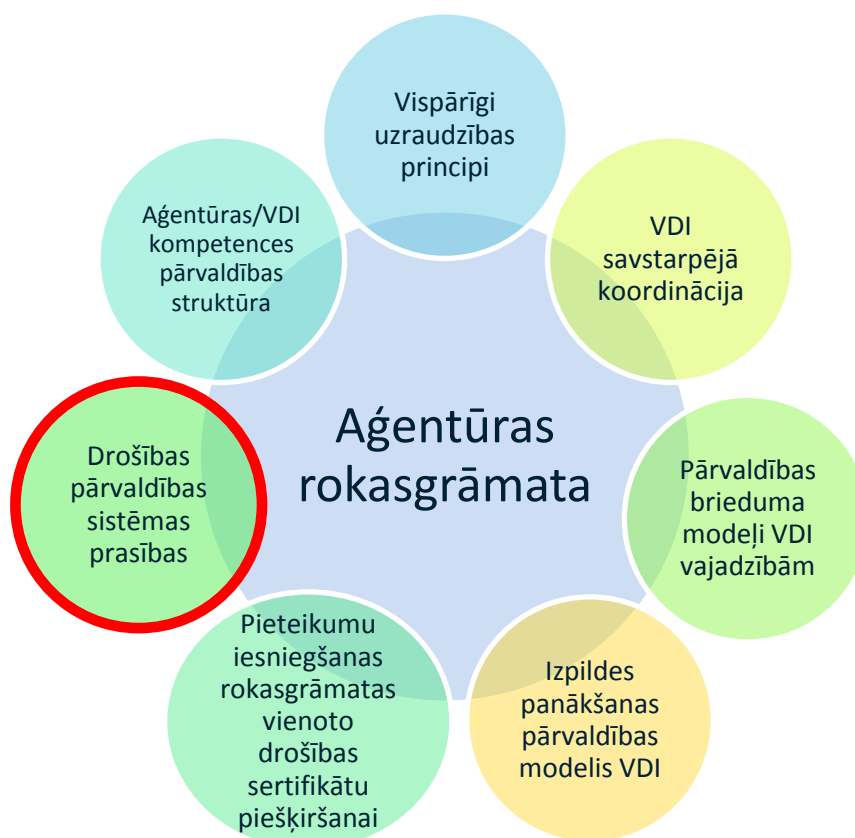 Vispārīgi
uzraudzības
principi
VDI
savstarpējā
koordinācija
Pārvaldības
brieduma
modeļi VDI
vajadzībām
Izpildes
panākšanas
pārvaldības
modelis VDI
Pieteikumu
iesniegšanas
rokasgrāmatas
vienoto
drošības
sertifikātu
piešķiršanai
Drošības
pārvaldības
sistēmas
prasības
Aģentūras/VDI
kompetences
pārvaldības
struktūra
Aģentūras
rokasgrāmata